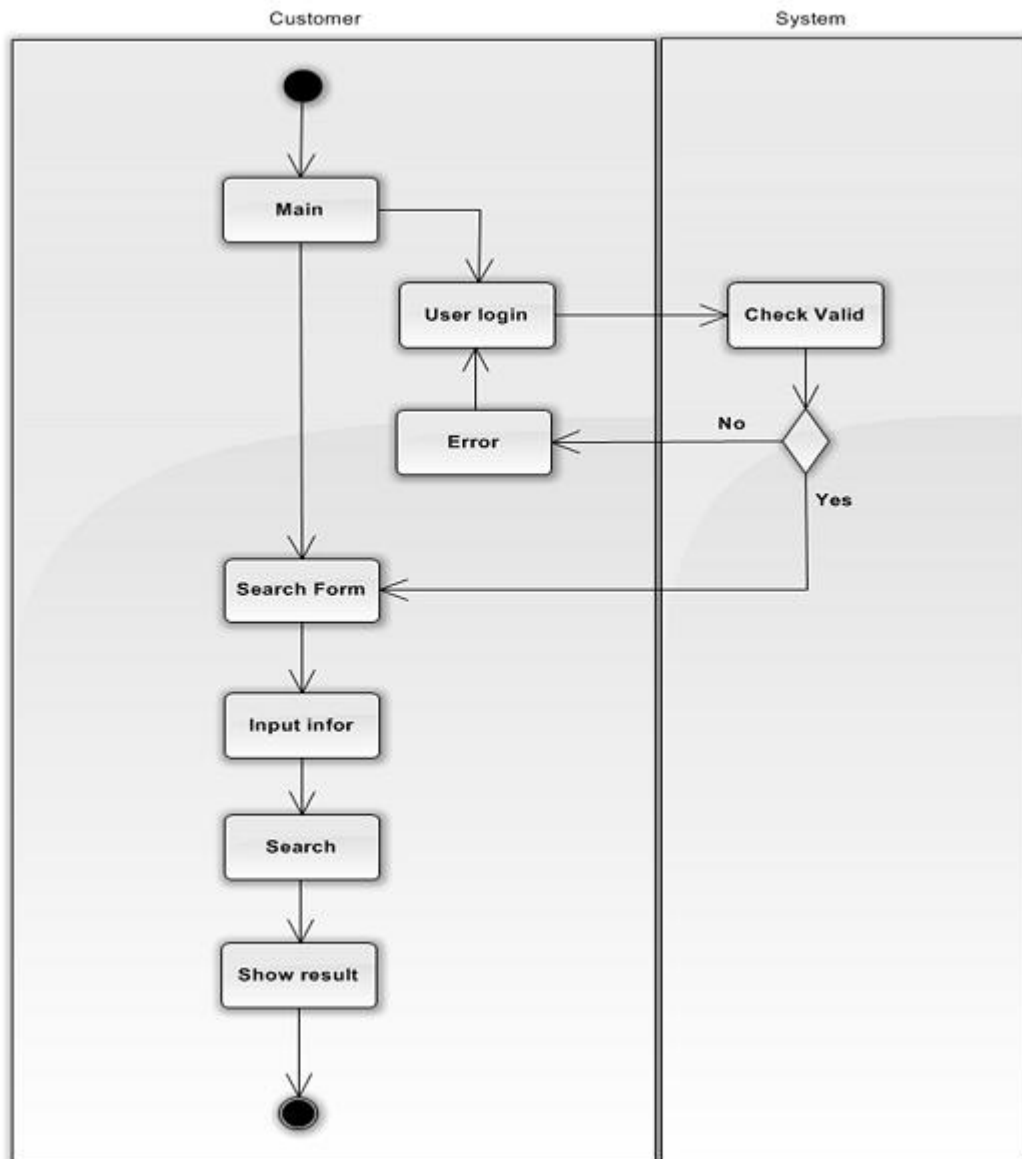 Customer
System
Main
User login
Check Valid
No
Error
Yes
Search Form
Input infor
Search
Show result